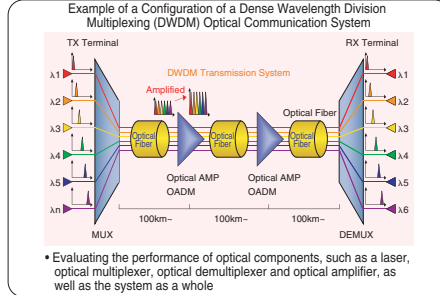 Example of a Configuration of a Dense Wavelength Division
Multiplexing (DWDM) Optical Communication System
TX Terminal
RX Terminal
DWDM Transmission System
Amplified
λ1
λ2
λ3
λ4
λ5
λn
Optical
Fiber
Optical
Fiber
Optical Fiber
Optical
Fiber
λ1
λ2
λ3
λ4
λ5
λ6
Optical AMP
OADM
Optical AMP
OADM
100km~
100km~
100km~
MUX
DEMUX
• Evaluating the performance of optical components, such as a laser,
optical multiplexer, optical demultiplexer and optical amplifier, as
well as the system as a whole